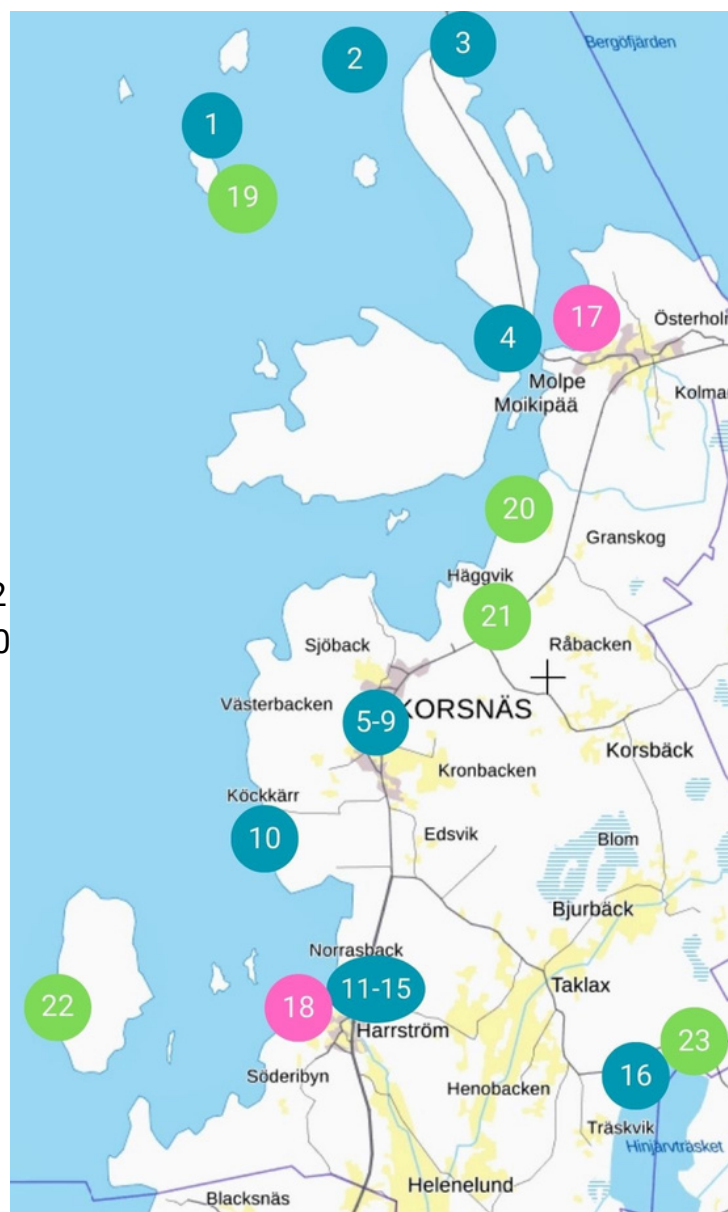 3
2
Bergöfjärden
1
19
17
Österholm
4
Molpe
Moikipää
20
Granskog
Häggvik
2
21
0
Sjöback
Råbacken
Västerbacken
KORSNÄS
5-9
Korsbäck
Kronbacken
Köckkärr
10
Edsvik
Blom
Bjurbäck
Norrasback
Taklax
11-15
22
18
Harrström
23
16
Söderibyn
Henobacken
Träskvik
Hinjärvträsket
Helenelund
Blacksnäs